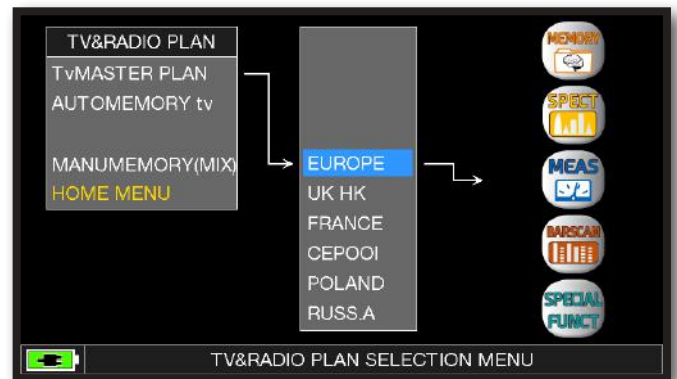 TV&RADIO PLAN
TvMASTER PLAN
AUTOMEMORY tv
MANUMEMORY(MIX)
HOME MENU
EUROPE
UK HK
FRANCE
CEPOOI
POLAND
RUSS.A
MEMORY
SPECT
MEAS
BARSCAN
SPECIAL
FUNCT
TV&RADIO PLAN SELECTION MENU